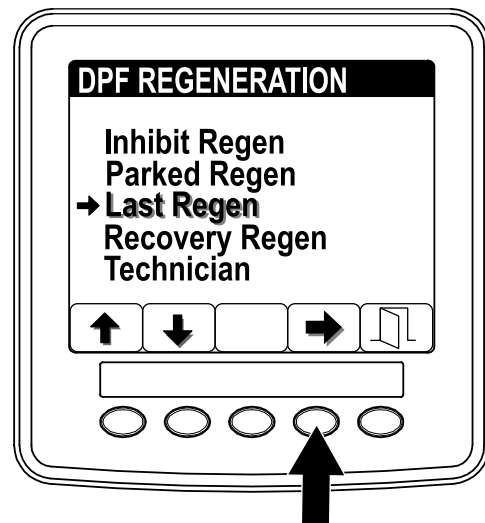 DPF REGENERATION
Inhibit Regen
Parked Regen
Last Regen
Recovery Regen
Technician